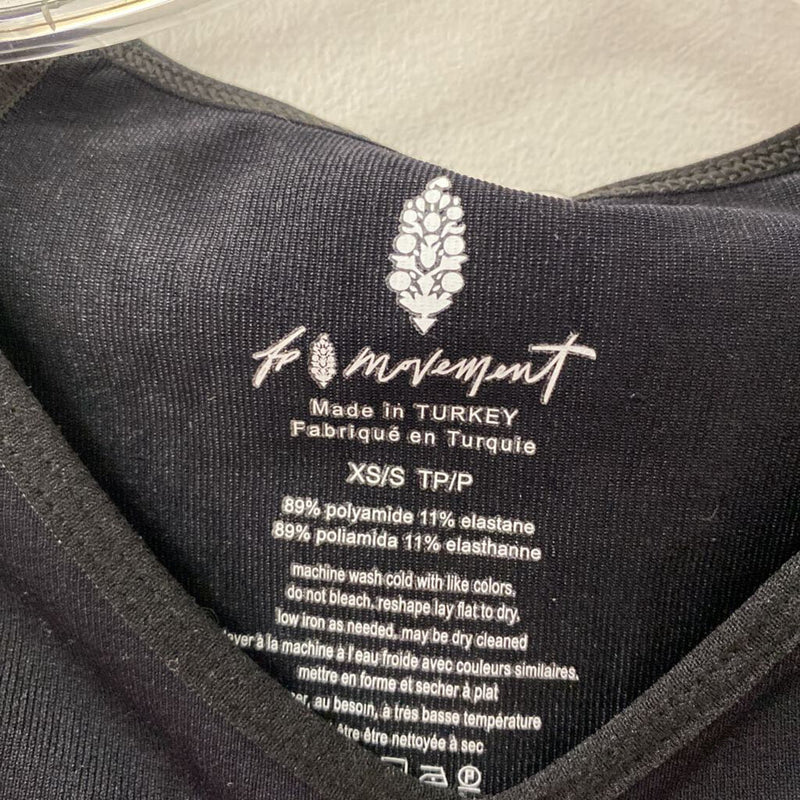 fp movement
Made in TURKEY
Fabriqué en Turquie
XS/S TP/P
89% polyamide 11% elastane
89% poliamida 11% elasthanne
machine wash cold with like colors,
do not bleach, reshape lay flat to dry,
low iron as needed, may be dry cleaned
à la machine à l'eau froide avec couleurs similaires,
mettre en forme et secher à plat
au besoin, à très basse température
être nettoyée à sec
P